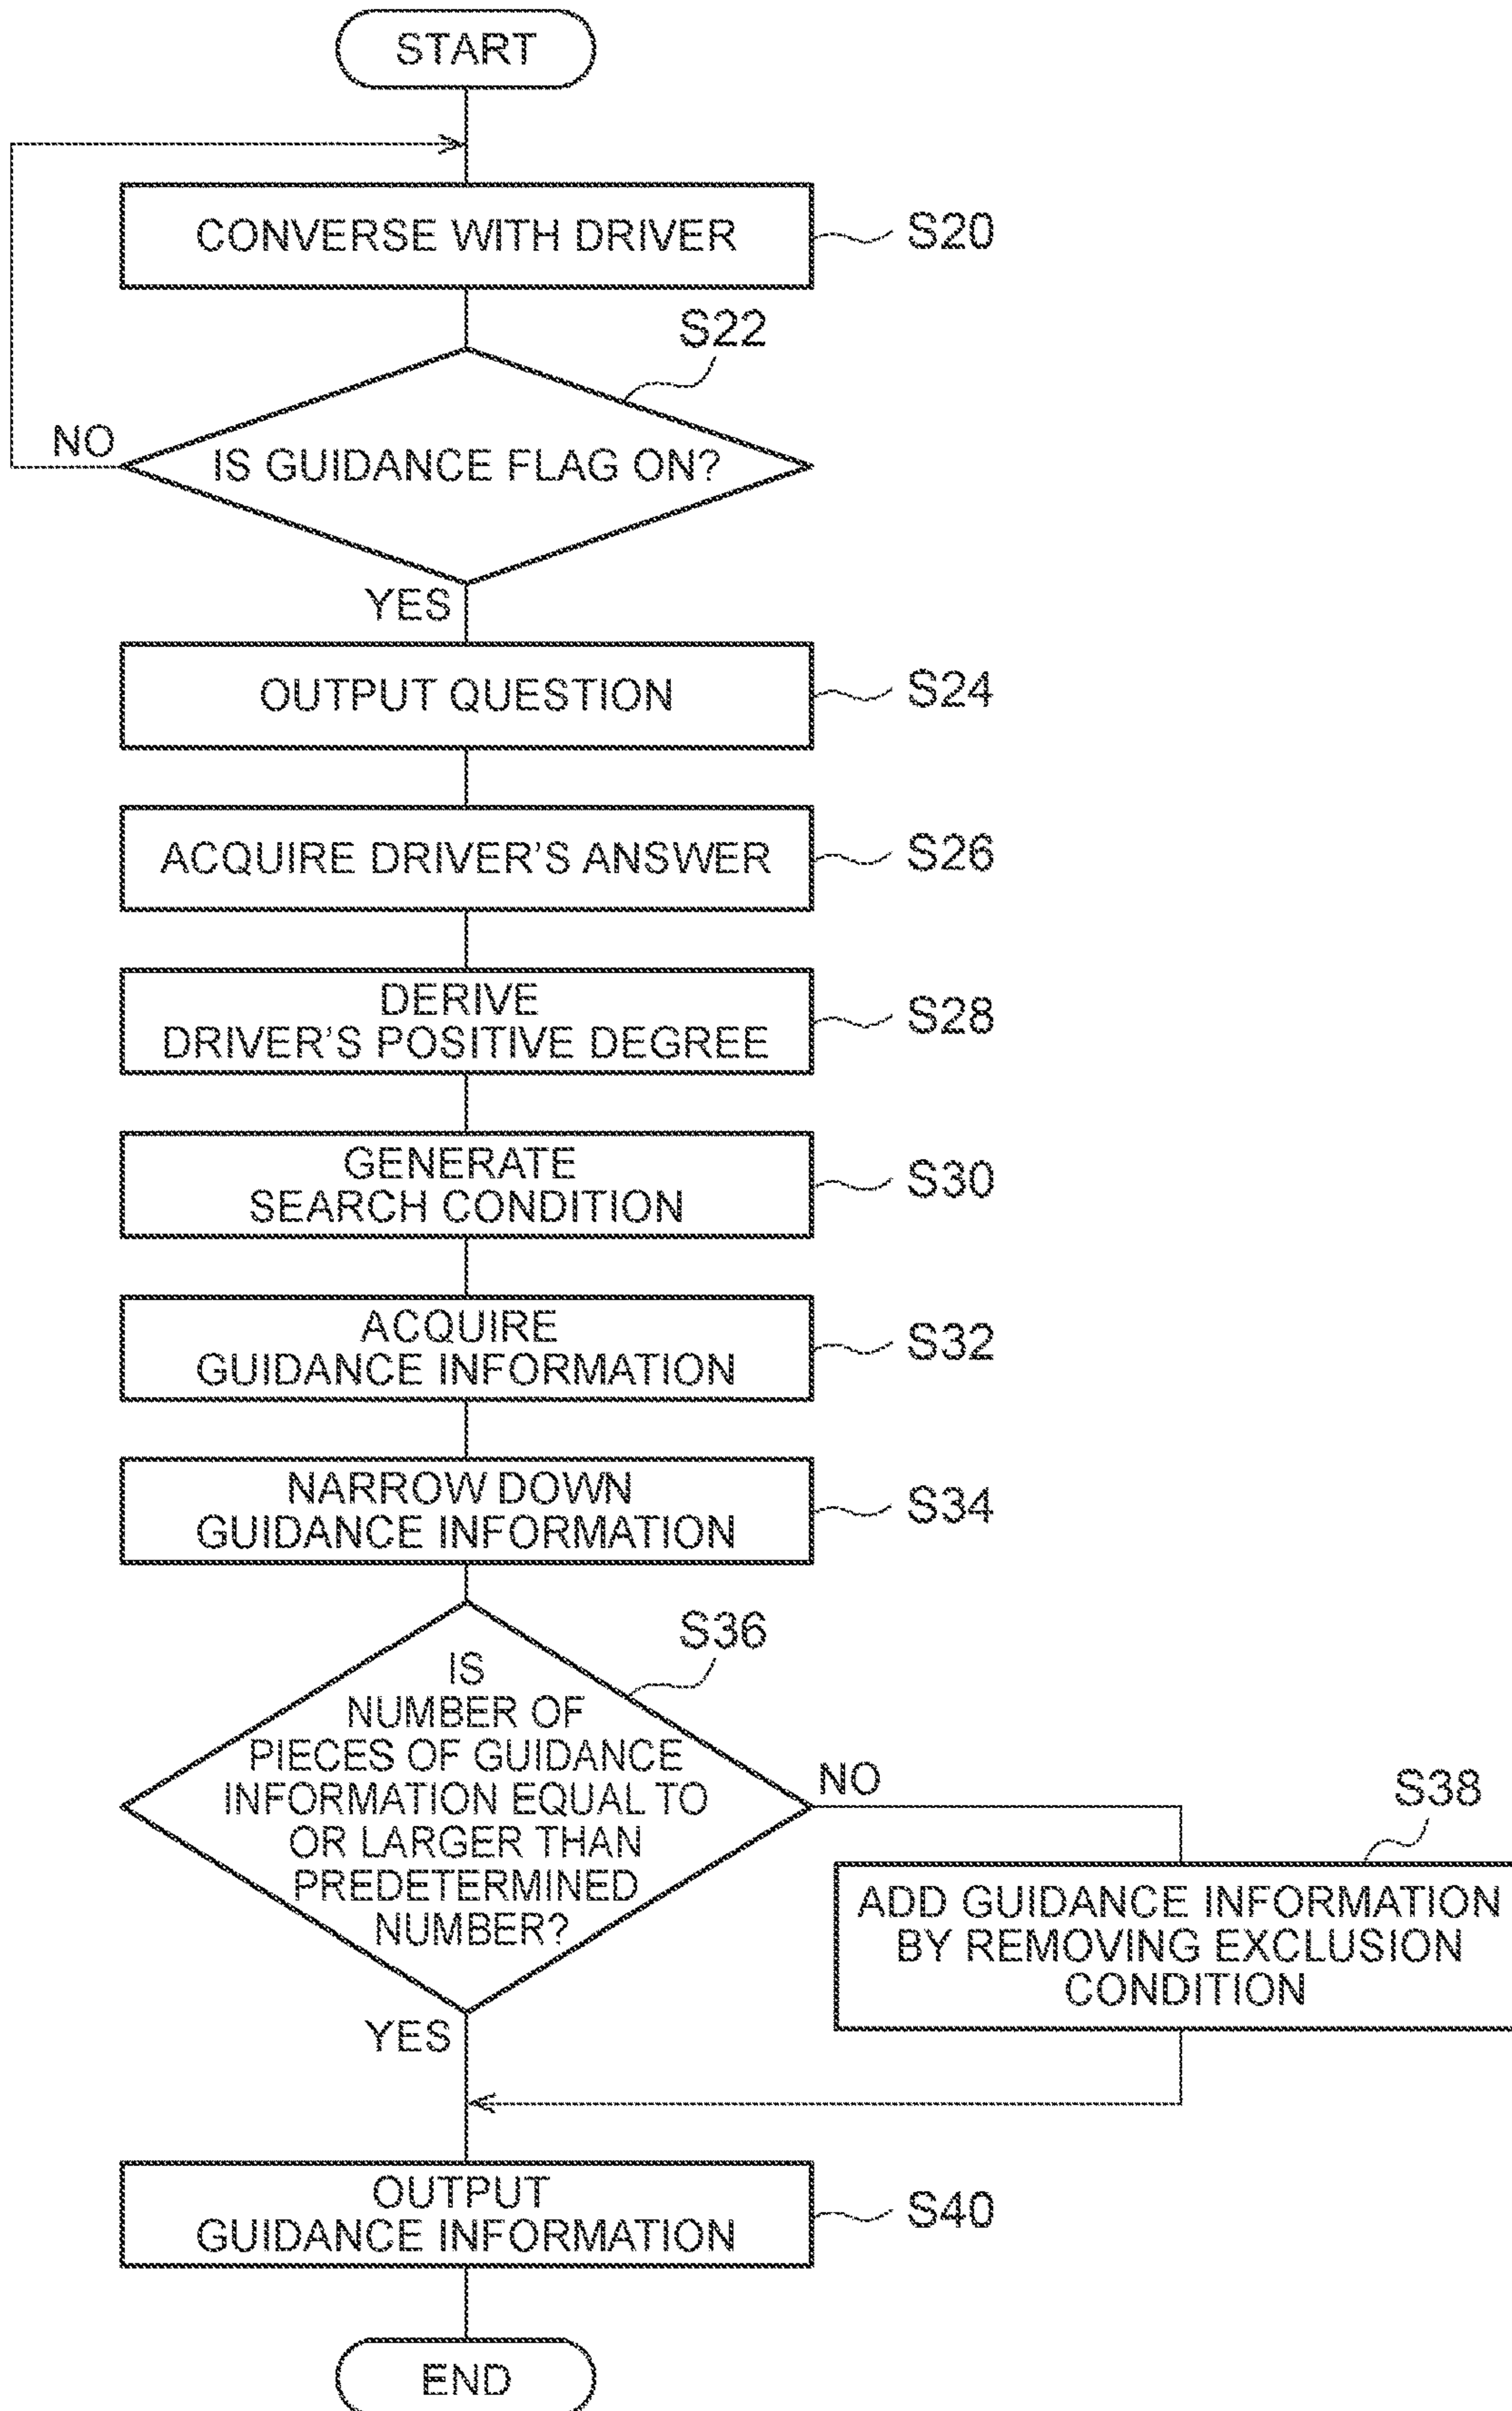 START
CONVERSE WITH DRIVER
S20
S22
NO
IS GUIDANCE FLAG ON?
YES
OUTPUT QUESTION
S24
ACQUIRE DRIVER'S ANSWER
S26
DERIVE
DRIVER'S POSITIVE DEGREE
S28
GENERATE
SEARCH CONDITION
S30
ACQUIRE
GUIDANCE INFORMATION
S32
NARROW DOWN
GUIDANCE INFORMATION
S34
S36
IS
NUMBER OF
PIECES OF GUIDANCE
INFORMATION EQUAL TO
OR LARGER THAN
PREDETERMINED
NUMBER?
NO
S38
ADD GUIDANCE INFORMATION
BY REMOVING EXCLUSION
CONDITION
YES
OUTPUT
GUIDANCE INFORMATION
S40
END